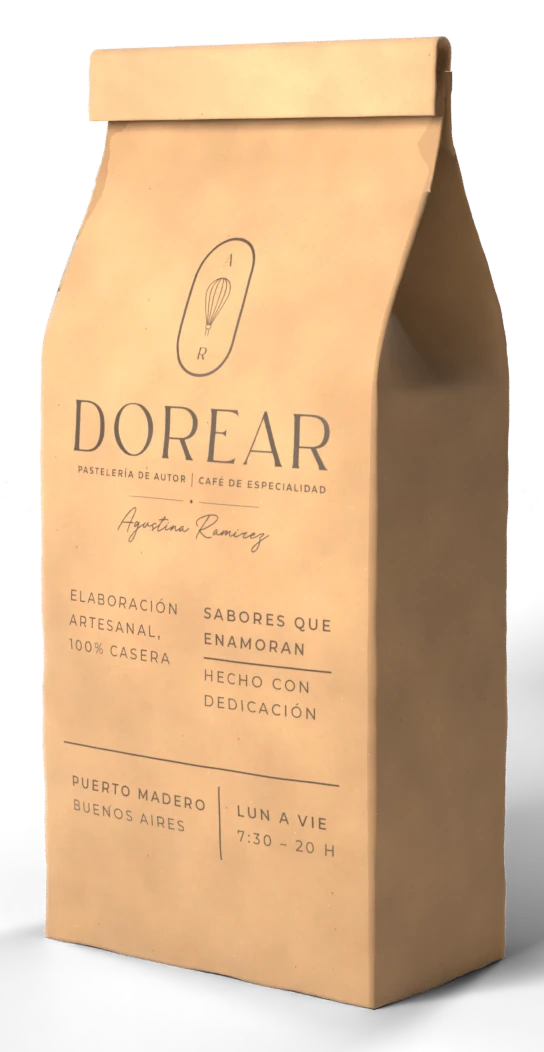 A
R
DOREAR
PASTELERÍA DE AUTOR | CAFÉ DE ESPECIALIDAD
Agustina Ramirez
ELABORACIÓN
ARTESANAL,
100% CASERA
SABORES QUE
ENAMORAN
HECHO CON
DEDICACIÓN
PUERTO MADERO
BUENOS AIRES
LUN A VIE
7:30 – 20 H